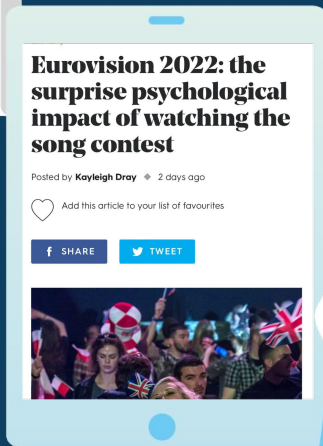 Eurovision 2022: the
surprise psychological
impact of watching the
song contest
Posted by Kayleigh Dray ◆ 2 days ago
Add this article to your list of favourites
f SHARE
TWEET